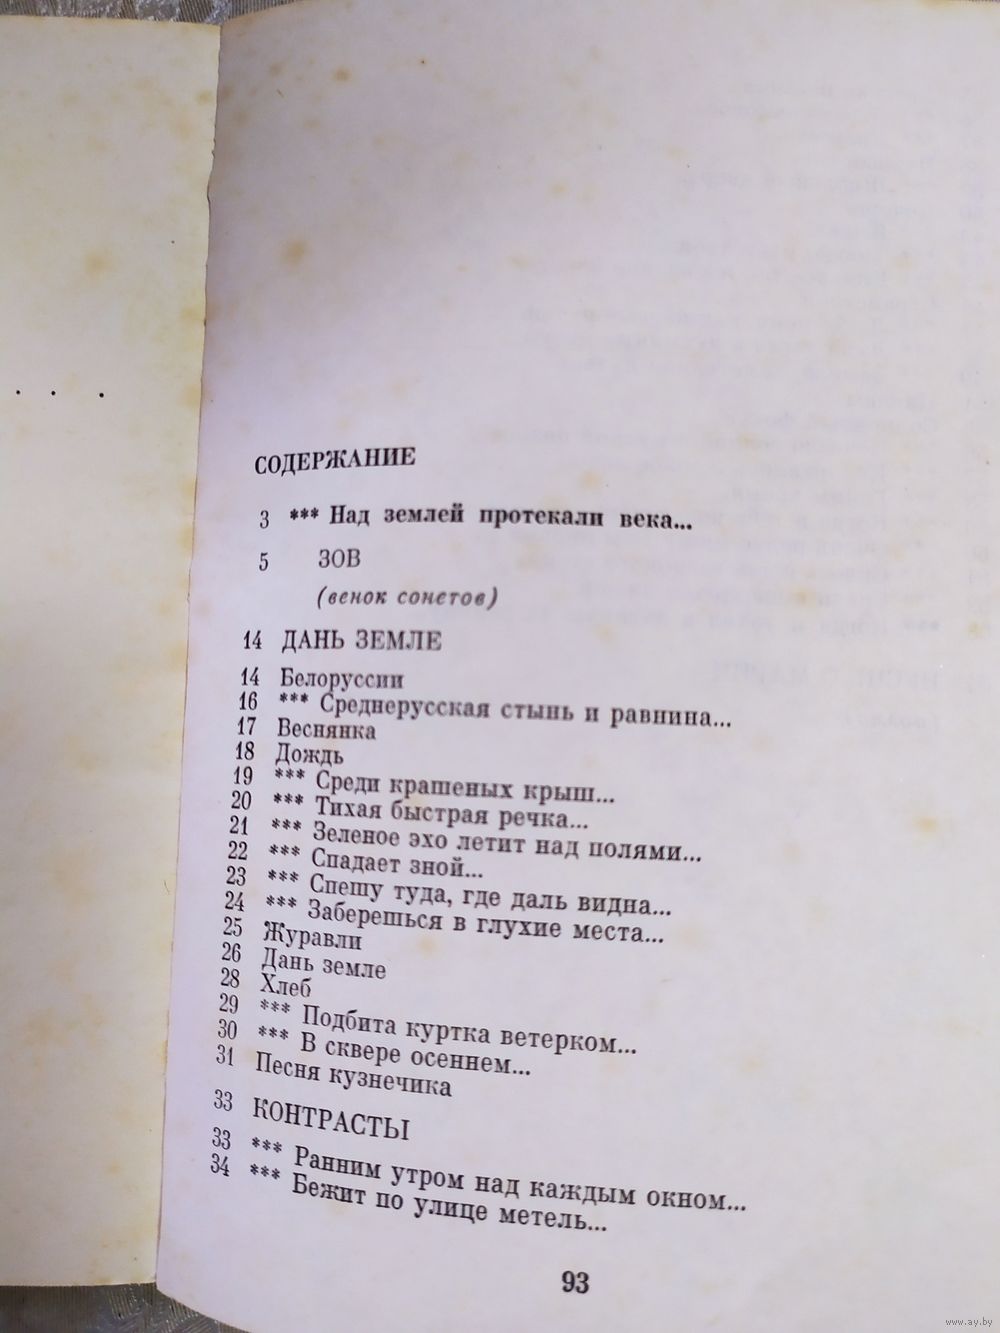 СОДЕРЖАНИЕ
3 *** Над землей протекали века...
5 ЗОВ
(венок сонетов)
14 ДАНЬ ЗЕМЛЕ
14 Белоруссии
16 *** Среднерусская стынь и равнина...
17 Веснянка
18 Дождь
19 *** Среди крашеных крыш...
20 *** Тихая быстрая речка...
21 *** Зеленое эхо летит над полями...
22 *** Спадает зной...
23 *** Спешу туда, где даль видна...
24 *** Заберешься в глухие места...
25 Журавли
26 Дань земле
28 Хлеб
29 *** Подбита куртка ветерком...
30 *** В сквере осеннем...
31 Песня кузнечика
33 КОНТРАСТЫ
33 *** Ранним утром над каждым окном...
34 *** Бежит по улице метель...
93
www.ay.by